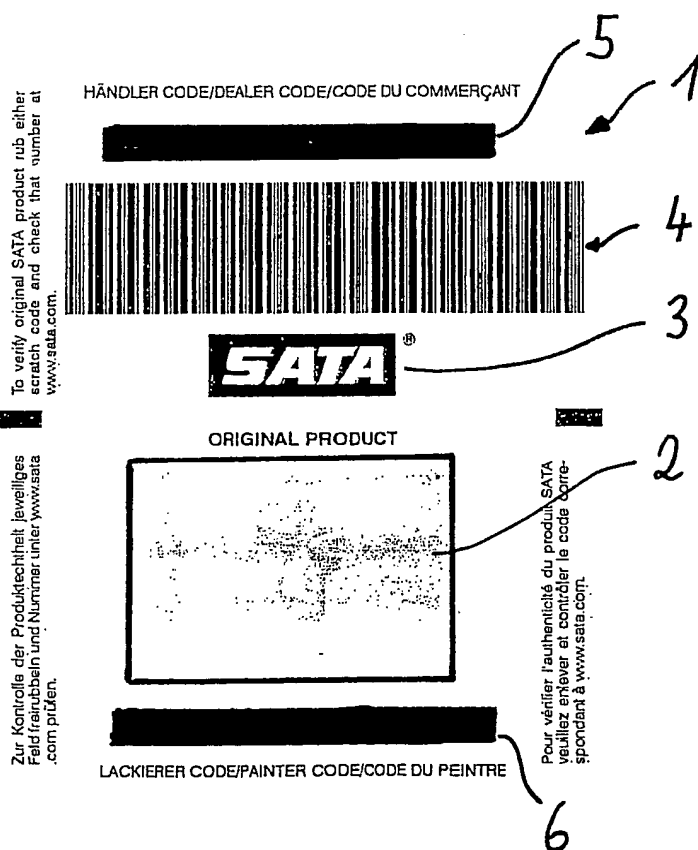 5
1
HÄNDLER CODE/DEALER CODE/CODE DU COMMERÇANT
To verify original SATA product rub either
scratch code and check that number at
www.sata.com.
4
SATA®
3
ORIGINAL PRODUCT
2
Zur Kontrolle der Produktechtheit jeweiliges
Feld freirubbeln und Nummer unter www.sata
.com prüfen.
Pour vérifier l'authenticité du produit SATA
veuillez enlever et contrôler le code corre-
spondant à www.sata.com.
LACKIERER CODE/PAINTER CODE/CODE DU PEINTRE
6